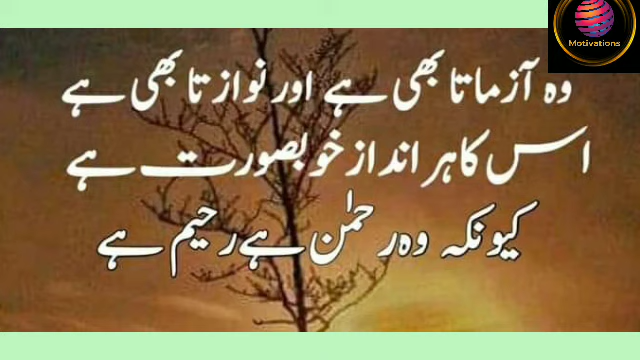 Motivations
وہ آزماتا بھی ہے اور نوازتا بھی ہے
اس کا ہر انداز خوبصورت ہے
کیونکہ وہ رحمٰن ہے رحیم ہے